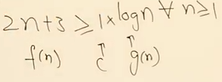 2n+3 ≥ 1×logn ∀ n≥1
↑ ↑
f(n) c g(n)